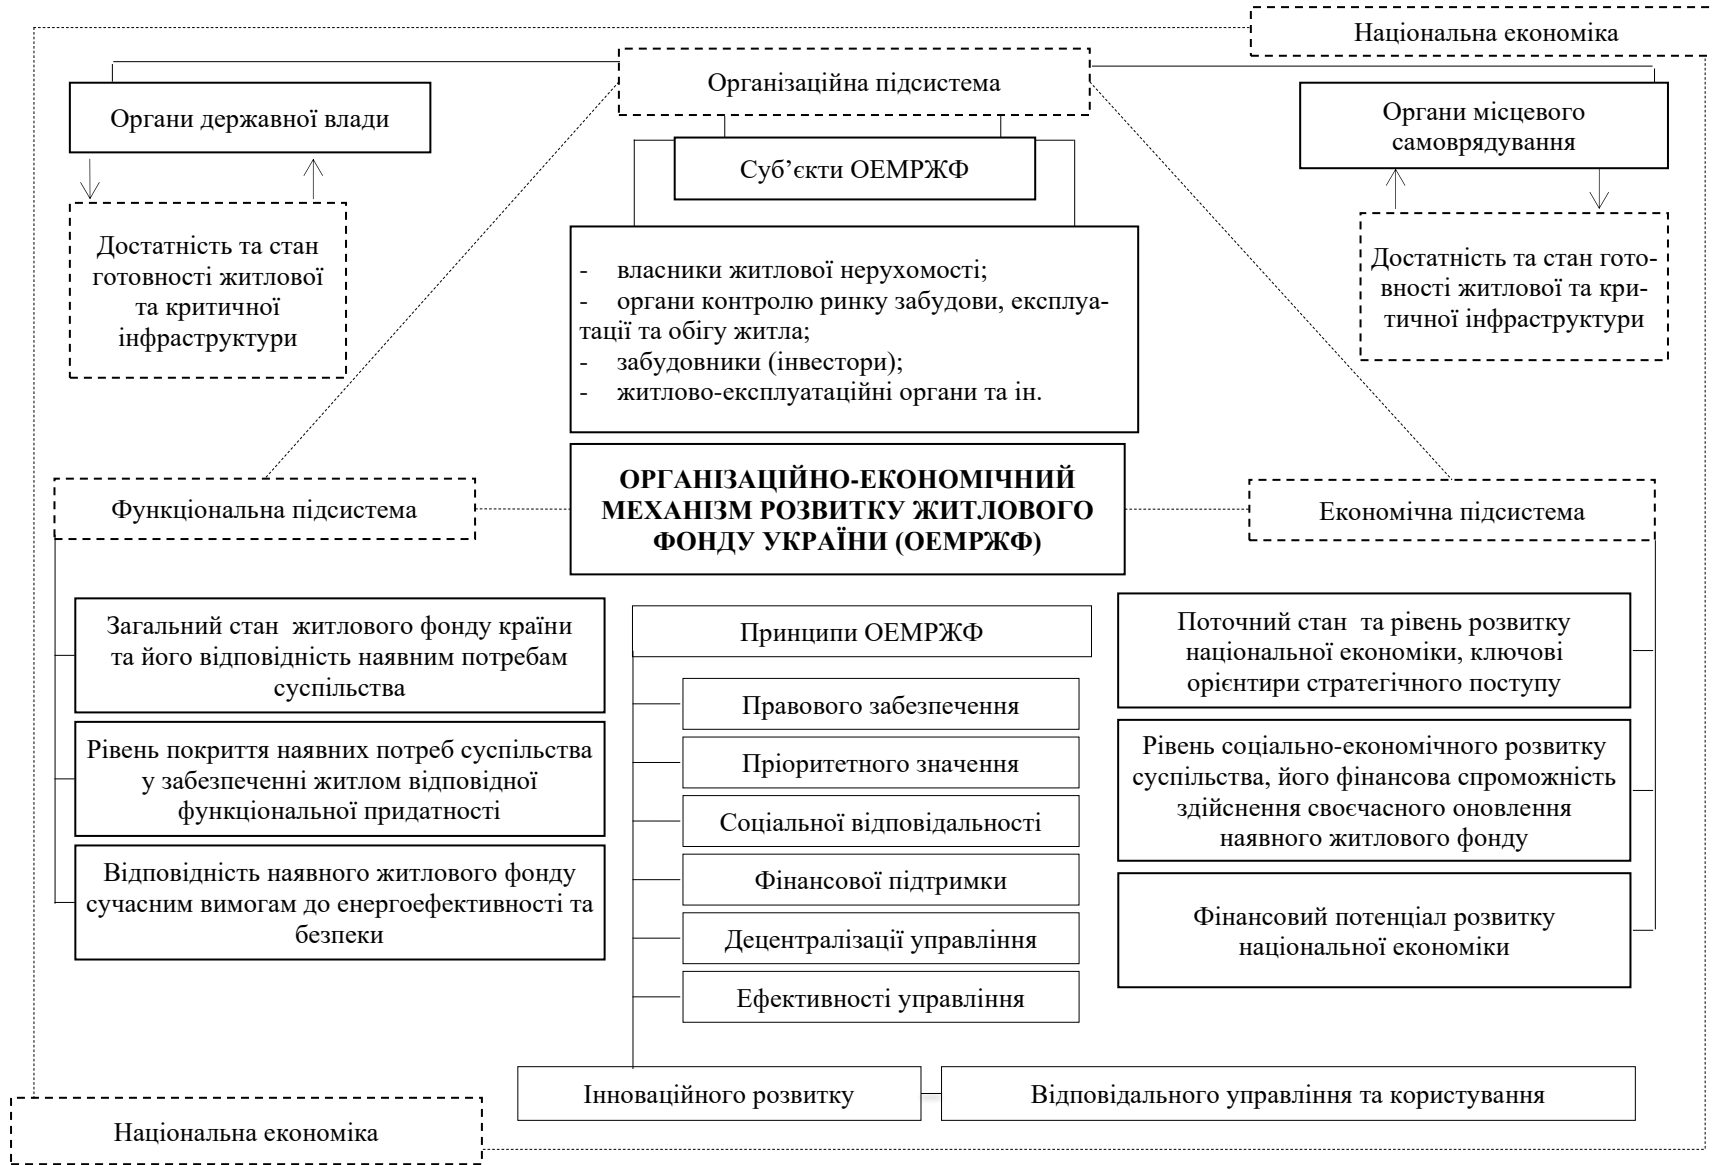 Національна економіка
Організаційна підсистема
Органи державної влади
Органи місцевого
самоврядування
Суб’єкти ОЕМРЖФ
Достатність та стан
готовності житлової
та критичної
інфраструктури
- власники житлової нерухомості;
- органи контролю ринку забудови, експлуа-
тації та обігу житла;
- забудовники (інвестори);
- житлово-експлуатаційні органи та ін.
Достатність та стан гото-
вності житлової та кри-
тичної інфраструктури
Функціональна підсистема
ОРГАНІЗАЦІЙНО-ЕКОНОМІЧНИЙ
МЕХАНІЗМ РОЗВИТКУ ЖИТЛОВОГО
ФОНДУ УКРАЇНИ (ОЕМРЖФ)
Економічна підсистема
Загальний стан житлового фонду країни
та його відповідність наявним потребам
суспільства
Рівень покриття наявних потреб суспільства
у забезпеченні житлом відповідної
функціональної придатності
Відповідність наявного житлового фонду
сучасним вимогам до енергоефективності та
безпеки
Принципи ОЕМРЖФ
Правового забезпечення
Пріоритетного значення
Соціальної відповідальності
Фінансової підтримки
Децентралізації управління
Ефективності управління
Поточний стан та рівень розвитку
національної економіки, ключові
орієнтири стратегічного поступу
Рівень соціально-економічного розвитку
суспільства, його фінансова спроможність
здійснення своєчасного оновлення
наявного житлового фонду
Фінансовий потенціал розвитку
національної економіки
Інноваційного розвитку
Відповідального управління та користування
Національна економіка